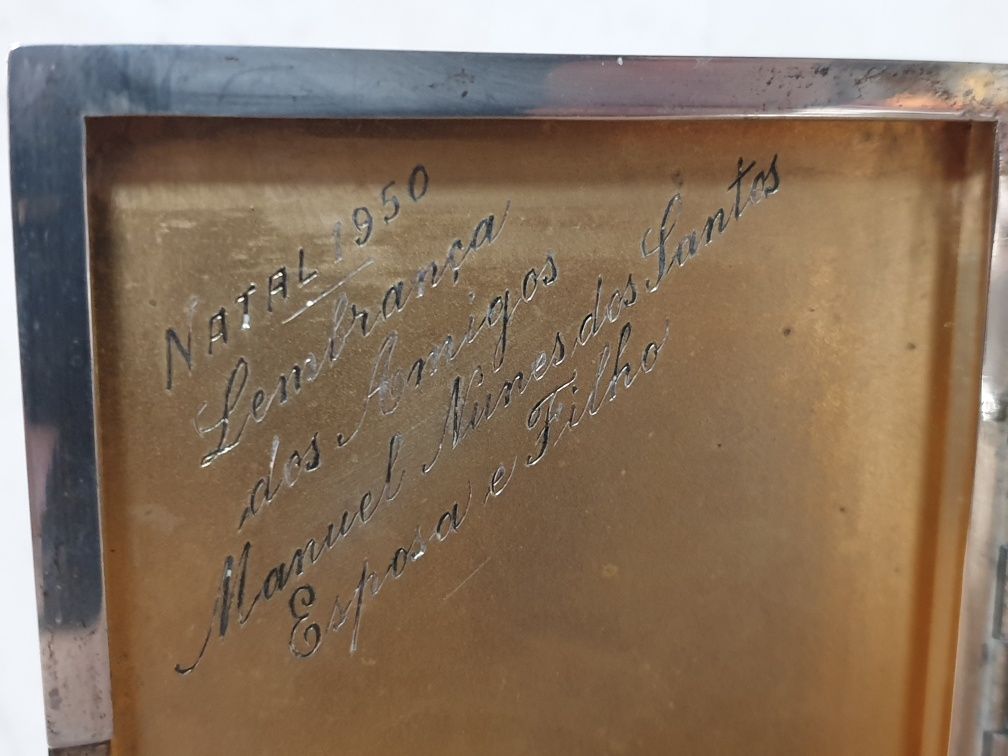 NATAL 1950
Lembrança
dos Amigos
Manuel Nunes dos Santos
Esposa e Filho